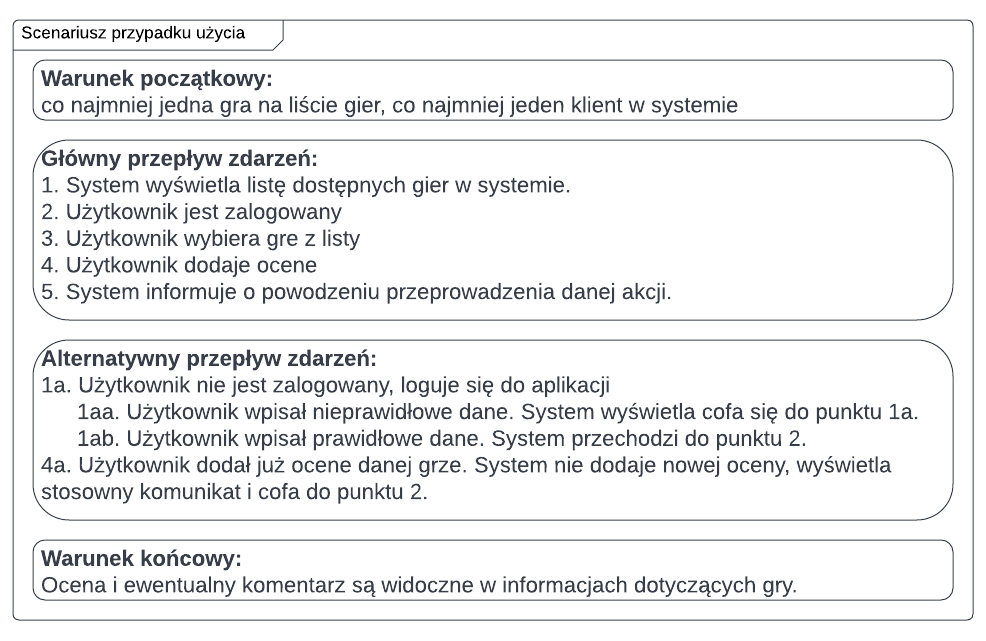 Scenariusz przypadku użycia
Warunek początkowy:
co najmniej jedna gra na liście gier, co najmniej jeden klient w systemie
Główny przepływ zdarzeń:
1. System wyświetla listę dostępnych gier w systemie.
2. Użytkownik jest zalogowany
3. Użytkownik wybiera gre z listy
4. Użytkownik dodaje ocene
5. System informuje o powodzeniu przeprowadzenia danej akcji.
Alternatywny przepływ zdarzeń:
1a. Użytkownik nie jest zalogowany, loguje się do aplikacji
1aa. Użytkownik wpisał nieprawidłowe dane. System wyświetla cofa się do punktu 1a.
1ab. Użytkownik wpisał prawidłowe dane. System przechodzi do punktu 2.
4a. Użytkownik dodał już ocene danej grze. System nie dodaje nowej oceny, wyświetla
stosowny komunikat i cofa do punktu 2.
Warunek końcowy:
Ocena i ewentualny komentarz są widoczne w informacjach dotyczących gry.